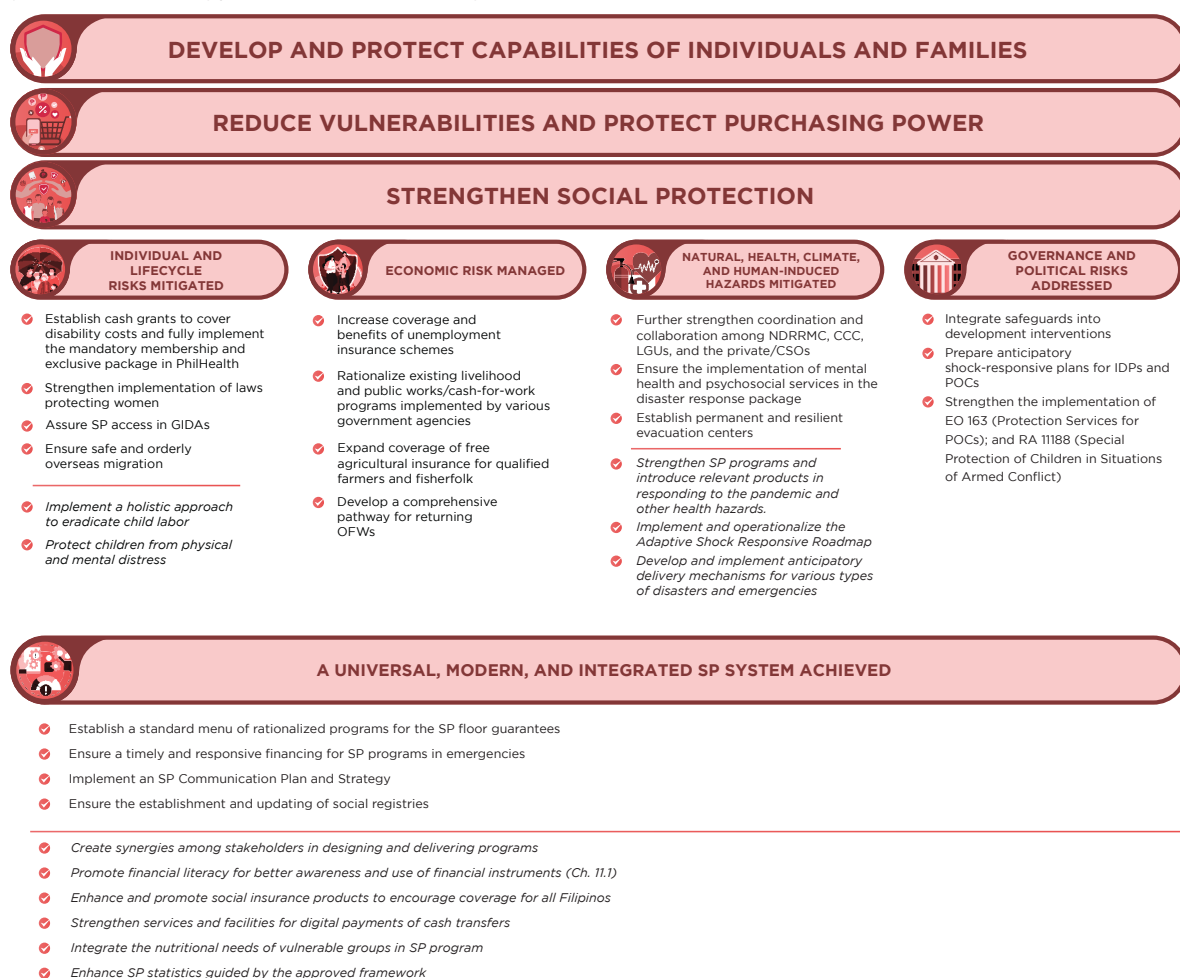 DEVELOP AND PROTECT CAPABILITIES OF INDIVIDUALS AND FAMILIES
REDUCE VULNERABILITIES AND PROTECT PURCHASING POWER
STRENGTHEN SOCIAL PROTECTION
INDIVIDUAL AND
LIFECYCLE
RISKS MITIGATED
Establish cash grants to cover
disability costs and fully implement
the mandatory membership and
exclusive package in PhilHealth
Strengthen implementation of laws
protecting women
Assure SP access in GIDAs
Ensure safe and orderly
overseas migration
Implement a holistic approach
to eradicate child labor
Protect children from physical
and mental distress
ECONOMIC RISK MANAGED
Increase coverage and
benefits of unemployment
insurance schemes
Rationalize existing livelihood
and public works/cash-for-work
programs implemented by various
government agencies
Expand coverage of free
agricultural insurance for qualified
farmers and fisherfolk
Develop a comprehensive
pathway for returning
OFWs
NATURAL, HEALTH, CLIMATE,
AND HUMAN-INDUCED
HAZARDS MITIGATED
Further strengthen coordination and
collaboration among NDRRMC, CCC,
LGUs, and the private/CSOs
Ensure the implementation of mental
health and psychosocial services in the
disaster response package
Establish permanent and resilient
evacuation centers
Strengthen SP programs and
introduce relevant products in
responding to the pandemic and
other health hazards.
Implement and operationalize the
Adaptive Shock Responsive Roadmap
Develop and implement anticipatory
delivery mechanisms for various types
of disasters and emergencies
GOVERNANCE AND
POLITICAL RISKS
ADDRESSED
Integrate safeguards into
development interventions
Prepare anticipatory
shock-responsive plans for IDPs and
POCs
Strengthen the implementation of
EO 163 (Protection Services for
POCs); and RA 11188 (Special
Protection of Children in Situations
of Armed Conflict)
A UNIVERSAL, MODERN, AND INTEGRATED SP SYSTEM ACHIEVED
Establish a standard menu of rationalized programs for the SP floor guarantees
Ensure a timely and responsive financing for SP programs in emergencies
Implement an SP Communication Plan and Strategy
Ensure the establishment and updating of social registries
Create synergies among stakeholders in designing and delivering programs
Promote financial literacy for better awareness and use of financial instruments (Ch. 11.1)
Enhance and promote social insurance products to encourage coverage for all Filipinos
Strengthen services and facilities for digital payments of cash transfers
Integrate the nutritional needs of vulnerable groups in SP program
Enhance SP statistics guided by the approved framework